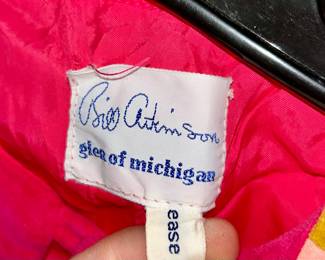 Bill Atkinson
glen of michigan
ease